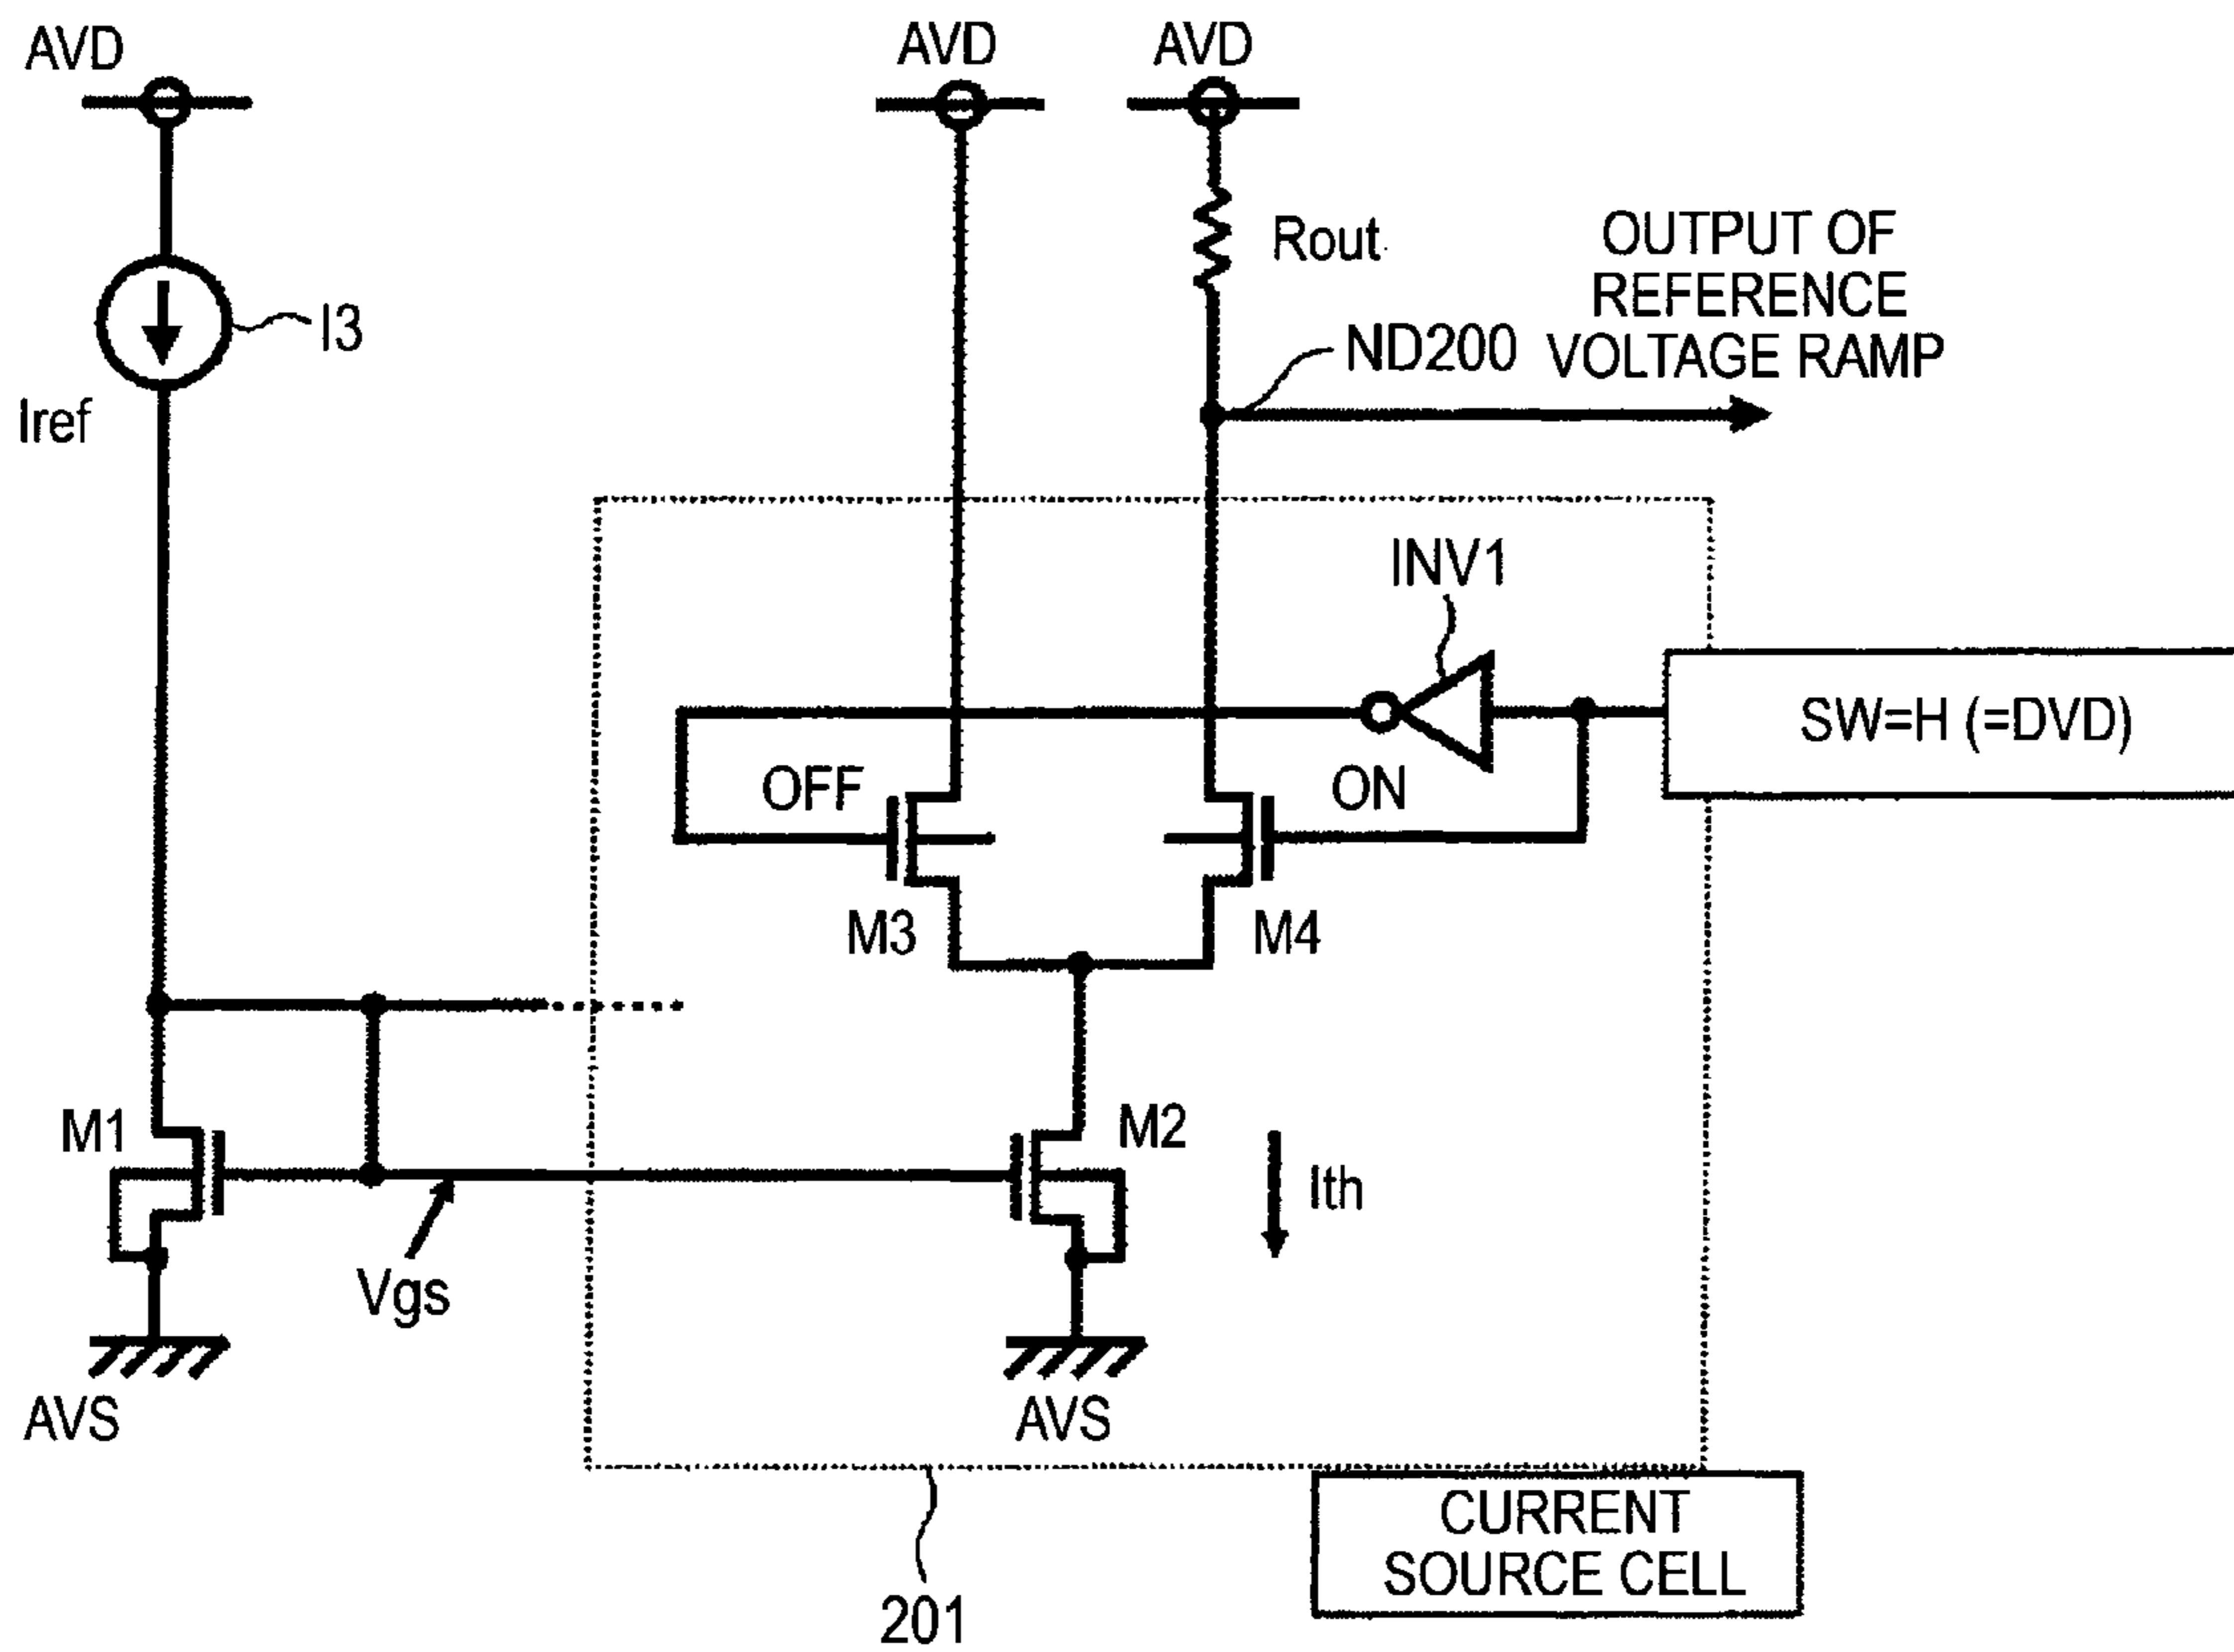 AVD
AVD
AVD
Rout
OUTPUT OF
REFERENCE
VOLTAGE RAMP
I3
ND200
Iref
INV1
SW=H (=DVD)
OFF
ON
M3
M4
M1
M2
Ith
Vgs
AVS
AVS
CURRENT
SOURCE CELL
201